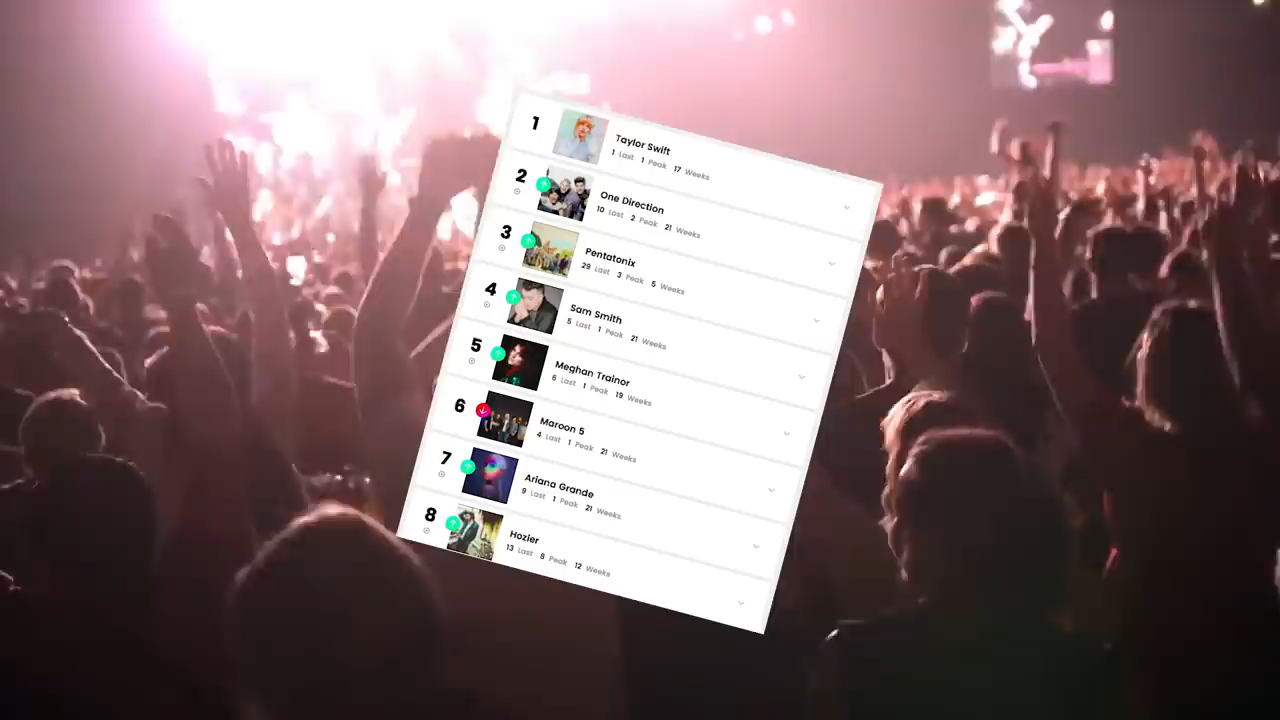 1
Taylor Swift
1 Last 1 Peak 17 Weeks
2
One Direction
10 Last 2 Peak 21 Weeks
3
Pentatonix
29 Last 3 Peak 5 Weeks
4
Sam Smith
5 Last 1 Peak 21 Weeks
5
Meghan Trainor
6 Last 1 Peak 19 Weeks
6
Maroon 5
4 Last 1 Peak 21 Weeks
7
Ariana Grande
9 Last 1 Peak 21 Weeks
8
Hozier
13 Last 8 Peak 12 Weeks